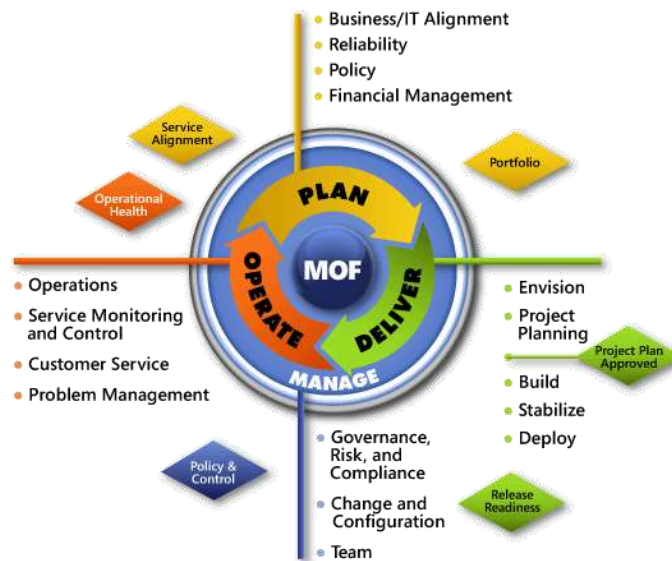 Business/IT Alignment
Reliability
Policy
Financial Management
Service
Alignment
Portfolio
Operational
Health
PLAN
MOF
OPERATE
DELIVER
MANAGE
Operations
Service Monitoring
and Control
Customer Service
Problem Management
Envision
Project
Planning
Project Plan
Approved
Build
Stabilize
Deploy
Policy &
Control
Governance,
Risk, and
Compliance
Change and
Configuration
Team
Release
Readiness